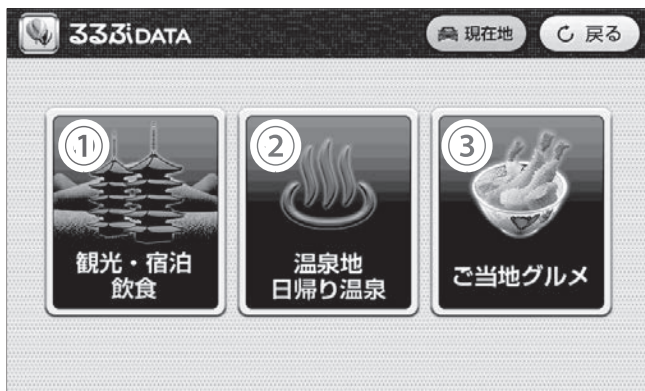 るるぶDATA
現在地
戻る
①
②
③
観光・宿泊
飲食
温泉地
日帰り温泉
ご当地グルメ